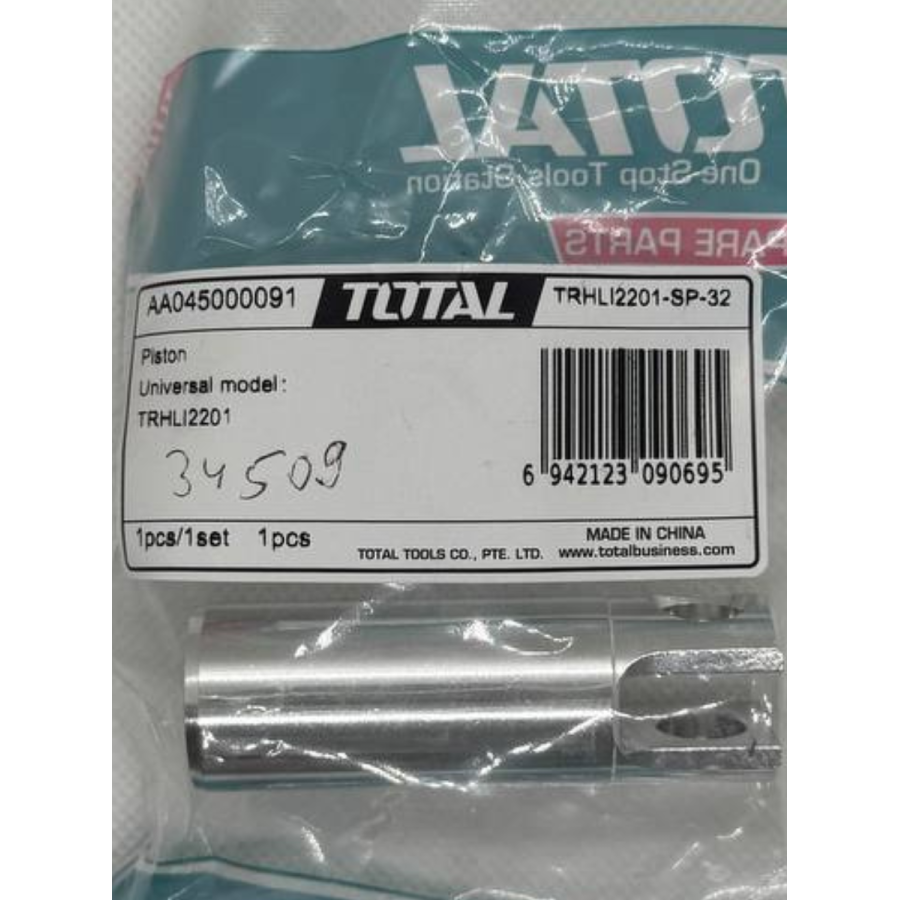 TOTAL
One Stop Tools Station
PARE PARTS
AA045000091 TOTAL TRHLI2201-SP-32
Piston
Universal model:
TRHLI2201
34509
6 942123 090695
1pcs/1set 1pcs
MADE IN CHINA
TOTAL TOOLS CO., PTE. LTD. www.totalbusiness.com